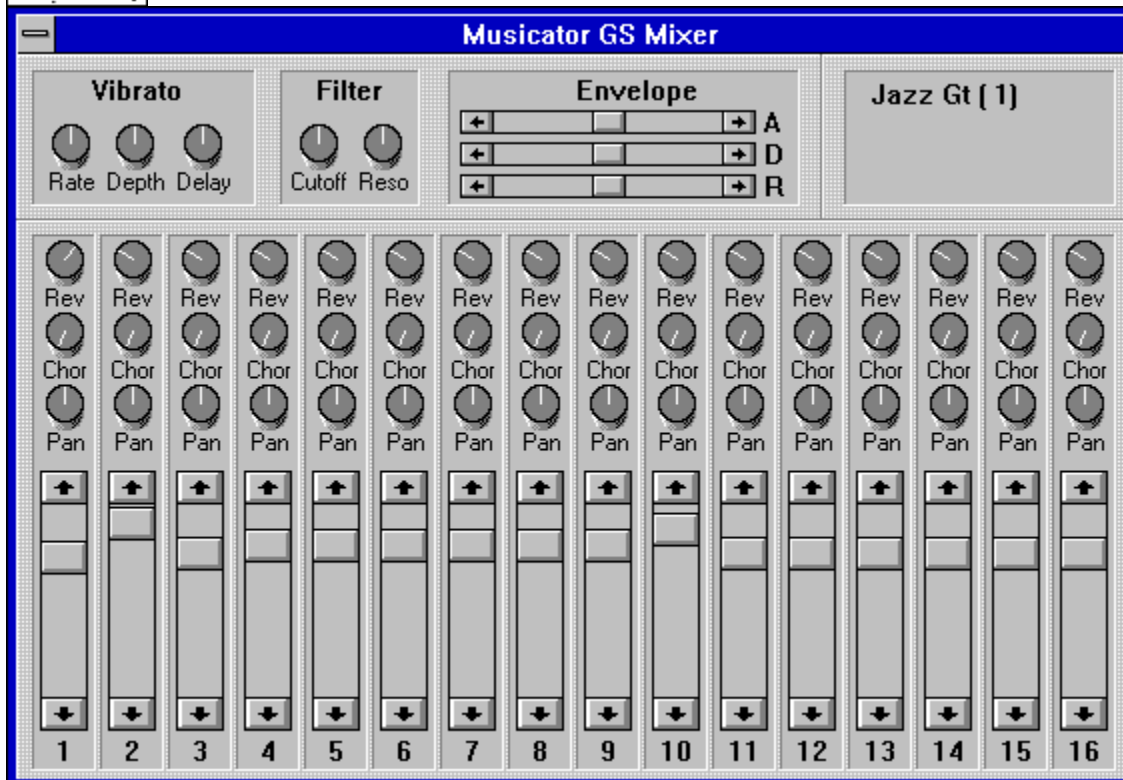 Musicator GS Mixer
Vibrato Filter Envelope Jazz Gt ( 1)
A
D
Rate Depth Delay Cutoff Reso R
Rev Rev Rev Rev Rev Rev Rev Rev Rev Rev Rev Rev Rev Rev Rev Rev
Chor Chor Chor Chor Chor Chor Chor Chor Chor Chor Chor Chor Chor Chor Chor Chor
Pan Pan Pan Pan Pan Pan Pan Pan Pan Pan Pan Pan Pan Pan Pan Pan
1 2 3 4 5 6 7 8 9 10 11 12 13 14 15 16